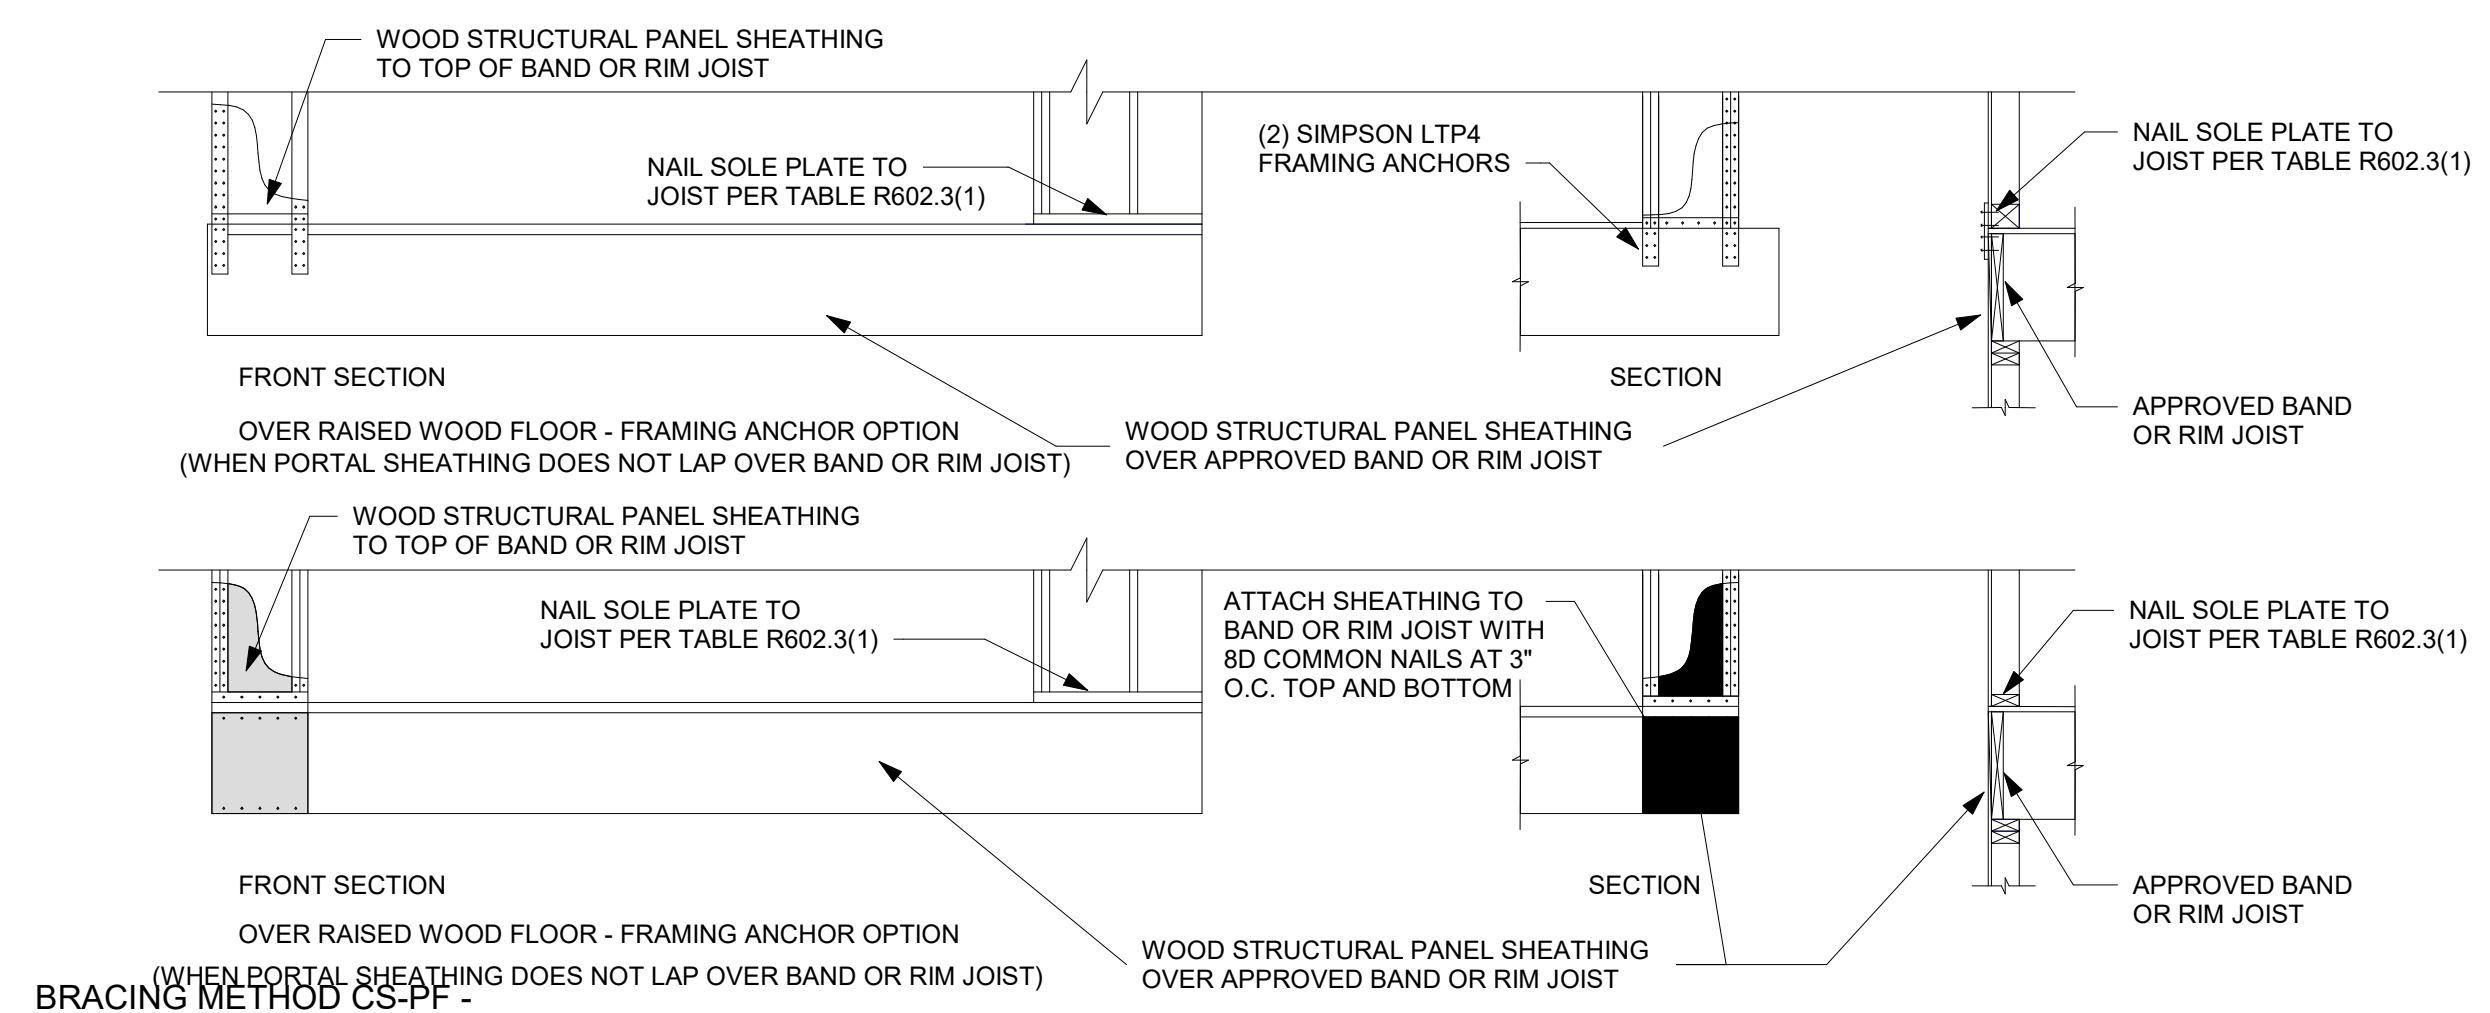 WOOD STRUCTURAL PANEL SHEATHING
TO TOP OF BAND OR RIM JOIST
NAIL SOLE PLATE TO
JOIST PER TABLE R602.3(1)
(2) SIMPSON LTP4
FRAMING ANCHORS
NAIL SOLE PLATE TO
JOIST PER TABLE R602.3(1)
FRONT SECTION
SECTION
OVER RAISED WOOD FLOOR - FRAMING ANCHOR OPTION
(WHEN PORTAL SHEATHING DOES NOT LAP OVER BAND OR RIM JOIST)
WOOD STRUCTURAL PANEL SHEATHING
OVER APPROVED BAND OR RIM JOIST
APPROVED BAND
OR RIM JOIST
WOOD STRUCTURAL PANEL SHEATHING
TO TOP OF BAND OR RIM JOIST
NAIL SOLE PLATE TO
JOIST PER TABLE R602.3(1)
ATTACH SHEATHING TO
BAND OR RIM JOIST WITH
8D COMMON NAILS AT 3"
O.C. TOP AND BOTTOM
NAIL SOLE PLATE TO
JOIST PER TABLE R602.3(1)
FRONT SECTION
SECTION
APPROVED BAND
OR RIM JOIST
OVER RAISED WOOD FLOOR - FRAMING ANCHOR OPTION
(WHEN PORTAL SHEATHING DOES NOT LAP OVER BAND OR RIM JOIST)
WOOD STRUCTURAL PANEL SHEATHING
OVER APPROVED BAND OR RIM JOIST
BRACING METHOD CS-PF -